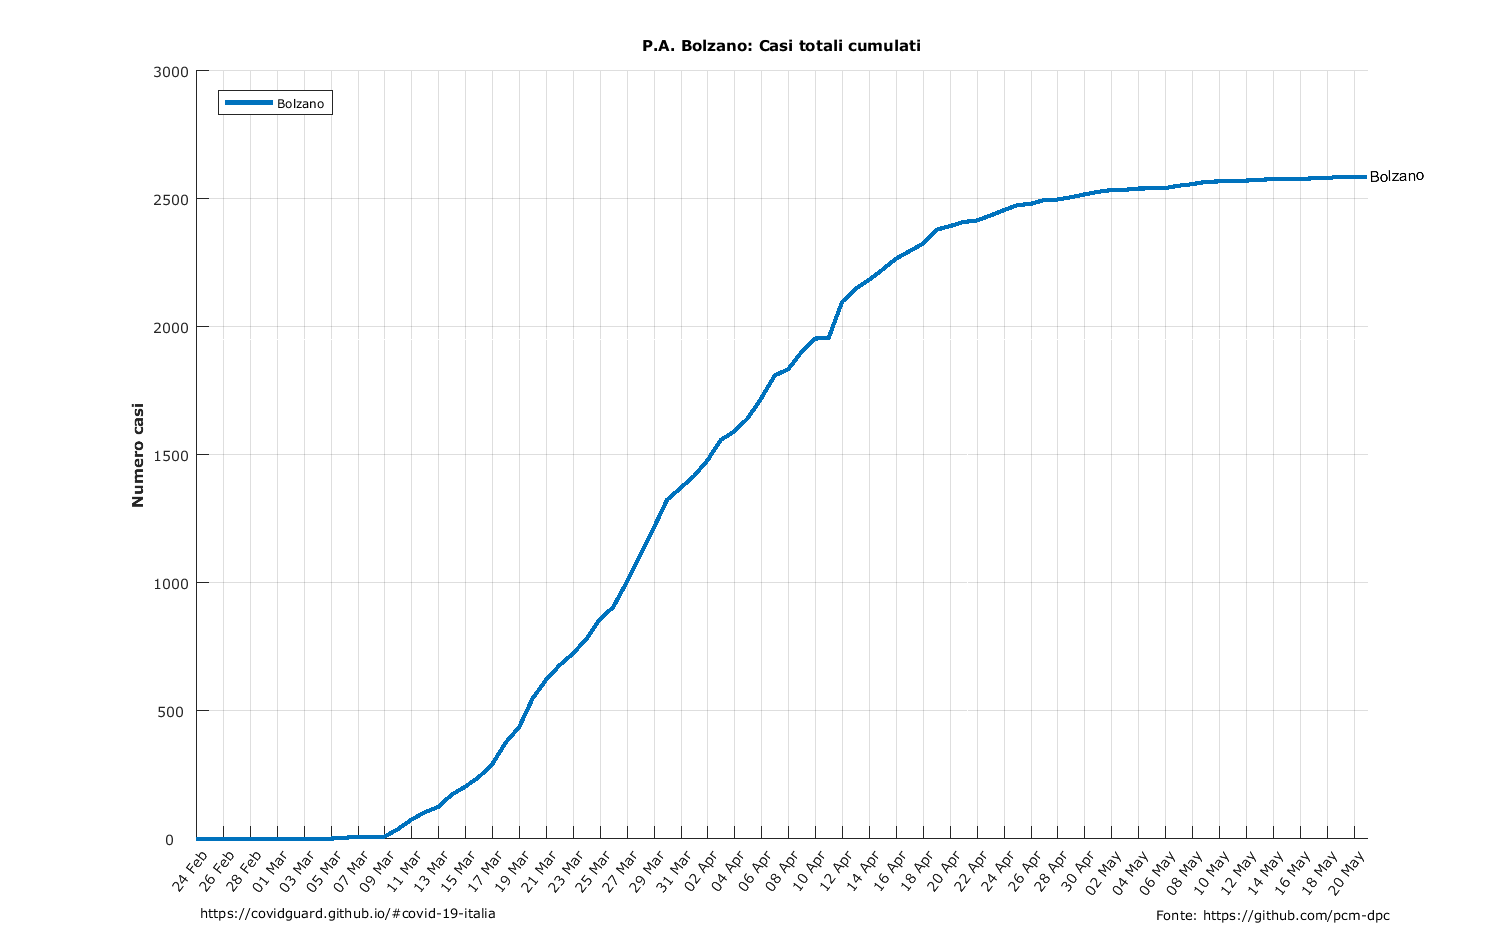 P.A. Bolzano: Casi totali cumulati
3000
Bolzano
Bolzano
2500
2000
Numero casi
1500
1000
500
0
24 Feb
26 Feb
28 Feb
01 Mar
03 Mar
05 Mar
07 Mar
09 Mar
11 Mar
13 Mar
15 Mar
17 Mar
19 Mar
21 Mar
23 Mar
25 Mar
27 Mar
29 Mar
31 Mar
02 Apr
04 Apr
06 Apr
08 Apr
10 Apr
12 Apr
14 Apr
16 Apr
18 Apr
20 Apr
22 Apr
24 Apr
26 Apr
28 Apr
30 Apr
02 May
04 May
06 May
08 May
10 May
12 May
14 May
16 May
18 May
20 May
https://covidguard.github.io/#covid-19-italia
Fonte: https://github.com/pcm-dpc